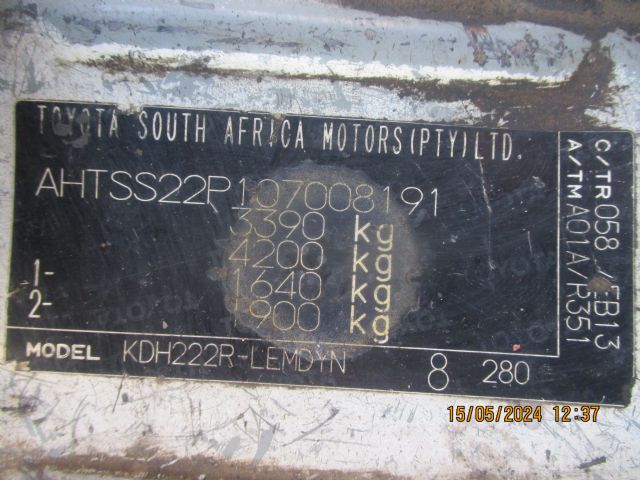 TOYOTA SOUTH AFRICA MOTORS(PTY)LTD.
AHTSS22P107008191
3390 kg
4200 kg
1- 1640 kg
2- 1900 kg
MODEL KDH222R-LEMDYN
8 280
C/TR 058 /FB13
A/TM A01A/R351
15/05/2024 12:37